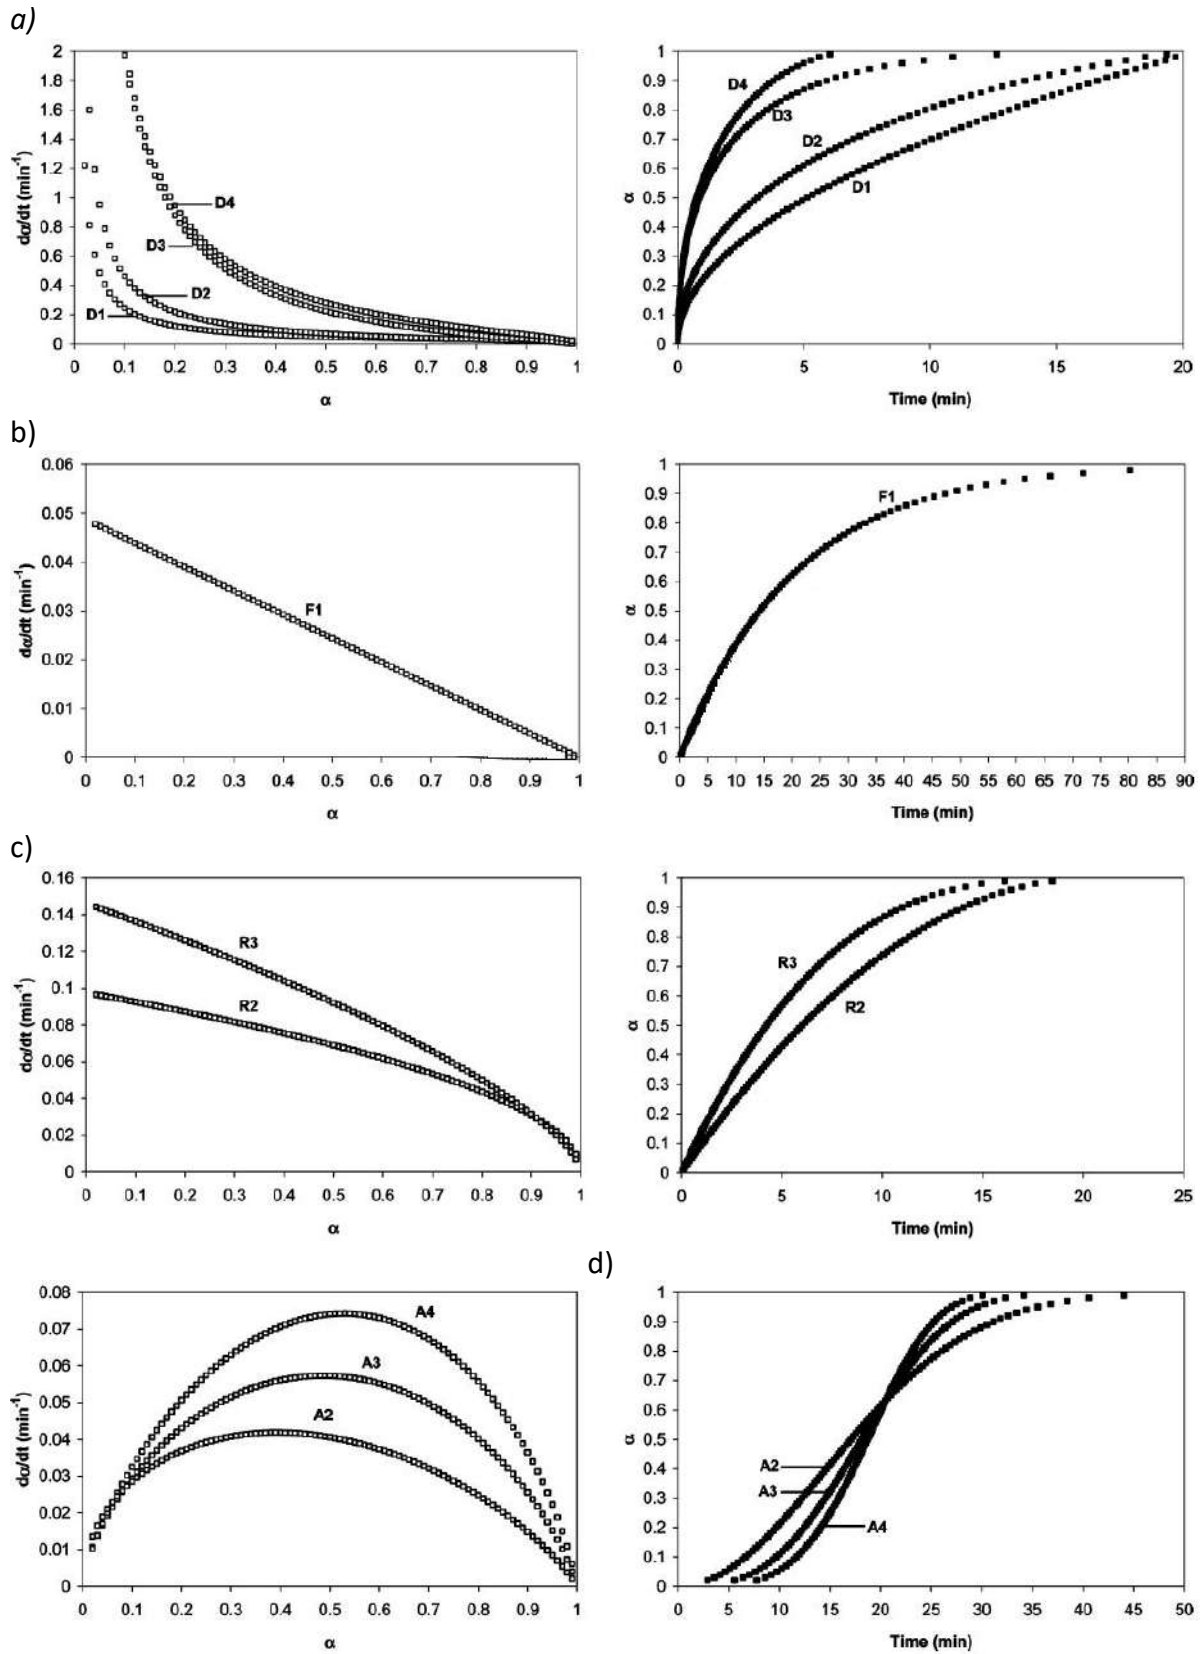 a)
2
1.8
1.6
1.4
1.2
1
0.8
0.6
0.4
0.2
0
dα/dt (min⁻¹)
D4
D3
D2
D1
0 0.1 0.2 0.3 0.4 0.5 0.6 0.7 0.8 0.9 1
α
1
0.9
0.8
0.7
0.6
0.5
0.4
0.3
0.2
0.1
0
α
D4
D3
D2
D1
0 5 10 15 20
Time (min)
b)
0.06
0.05
0.04
0.03
0.02
0.01
0
dα/dt (min⁻¹)
F1
0 0.1 0.2 0.3 0.4 0.5 0.6 0.7 0.8 0.9 1
α
1
0.9
0.8
0.7
0.6
0.5
0.4
0.3
0.2
0.1
0
α
F1
0 5 10 15 20 25 30 35 40 45 50 55 60 65 70 75 80 85 90
Time (min)
c)
0.16
0.14
0.12
0.1
0.08
0.06
0.04
0.02
0
dα/dt (min⁻¹)
R3
R2
0 0.1 0.2 0.3 0.4 0.5 0.6 0.7 0.8 0.9 1
α
1
0.9
0.8
0.7
0.6
0.5
0.4
0.3
0.2
0.1
0
α
R3
R2
0 5 10 15 20 25
Time (min)
d)
0.08
0.07
0.06
0.05
0.04
0.03
0.02
0.01
0
dα/dt (min⁻¹)
A4
A3
A2
0 0.1 0.2 0.3 0.4 0.5 0.6 0.7 0.8 0.9 1
α
1
0.9
0.8
0.7
0.6
0.5
0.4
0.3
0.2
0.1
0
α
A2
A3
A4
0 5 10 15 20 25 30 35 40 45 50
Time (min)